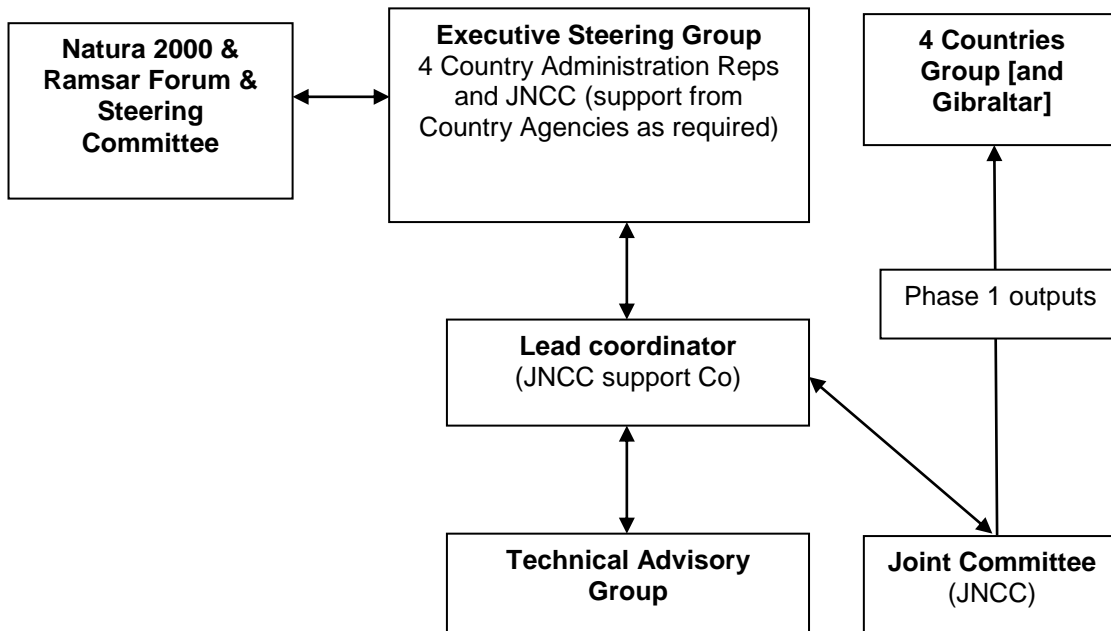 Natura 2000 &
Ramsar Forum &
Steering
Committee
Executive Steering Group
4 Country Administration Reps
and JNCC (support from
Country Agencies as required)
4 Countries
Group [and
Gibraltar]
Phase 1 outputs
Lead coordinator
(JNCC support Co)
Technical Advisory
Group
Joint Committee
(JNCC)